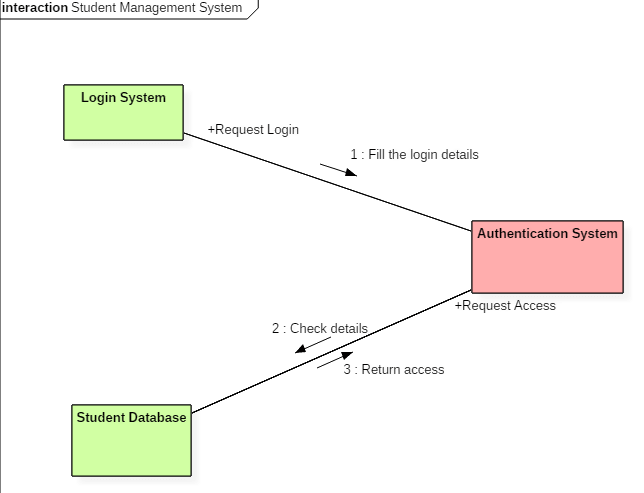 interaction Student Management System
Login System
+Request Login
1 : Fill the login details
Authentication System
+Request Access
2 : Check details
3 : Return access
Student Database